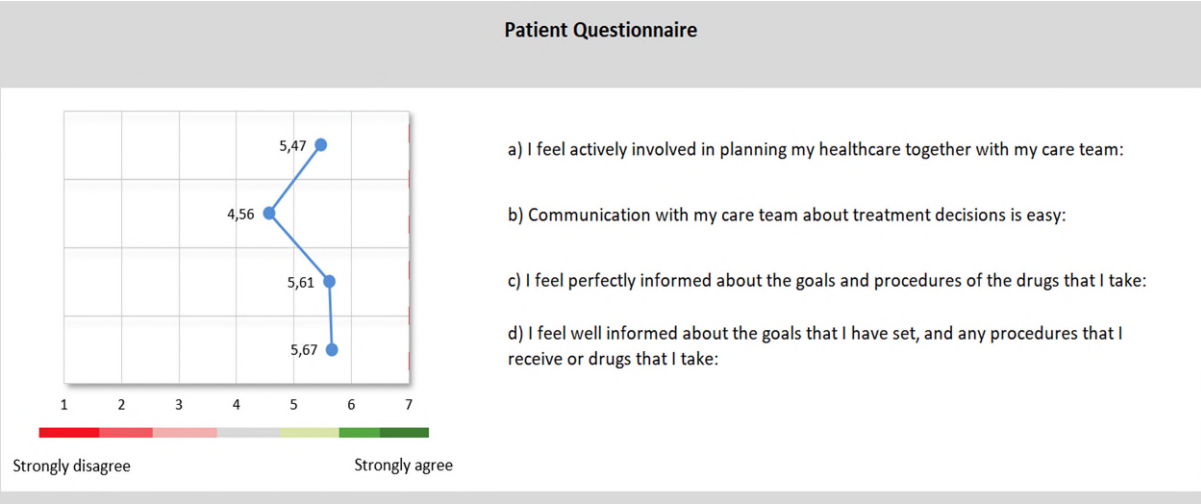 Patient Questionnaire
5,47
a) I feel actively involved in planning my healthcare together with my care team:
4,56
b) Communication with my care team about treatment decisions is easy:
5,61
c) I feel perfectly informed about the goals and procedures of the drugs that I take:
5,67
d) I feel well informed about the goals that I have set, and any procedures that I
receive or drugs that I take:
1 2 3 4 5 6 7
Strongly disagree
Strongly agree